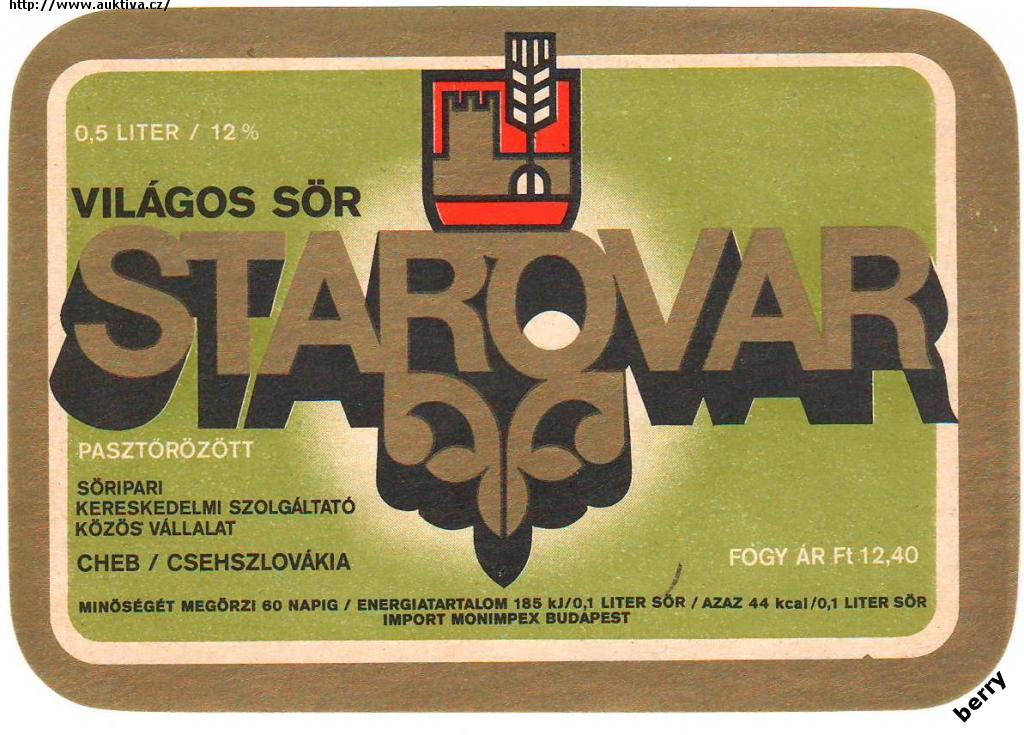 http://www.auktiva.cz/
0,5 LITER / 12 %
VILÁGOS SÖR
STAROVAR
PASZTŐRÖZÖTT
SÖRIPARI
KERESKEDELMI SZOLGÁLTATÓ
KÖZÖS VÁLLALAT
CHEB / CSEHSZLOVÁKIA
FOGY ÁR Ft 12,40
MINŐSÉGÉT MEGŐRZI 60 NAPIG / ENERGIATARTALOM 185 kJ/0,1 LITER SÖR / AZAZ 44 kcal/0,1 LITER SÖR
IMPORT MONIMPEX BUDAPEST
berry